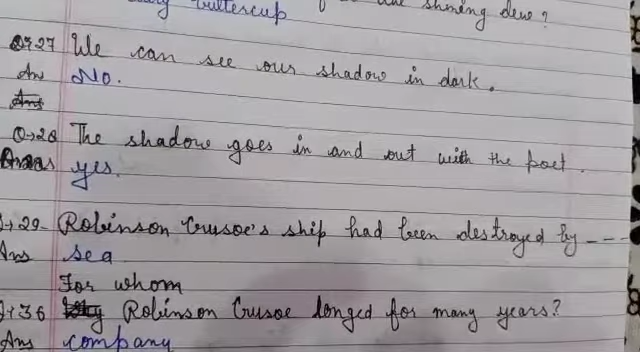 buttercup shining dew?
Q→27 We can see our shadow in dark.
Ans No.
Ans
Q→28 The shadow goes in and out with the poet.
Ans yes.
→29 Robinson Crusoe's ship had been destroyed by ---
Ans sea
For whom
→36 Robinson Crusoe longed for many years?
Ans company